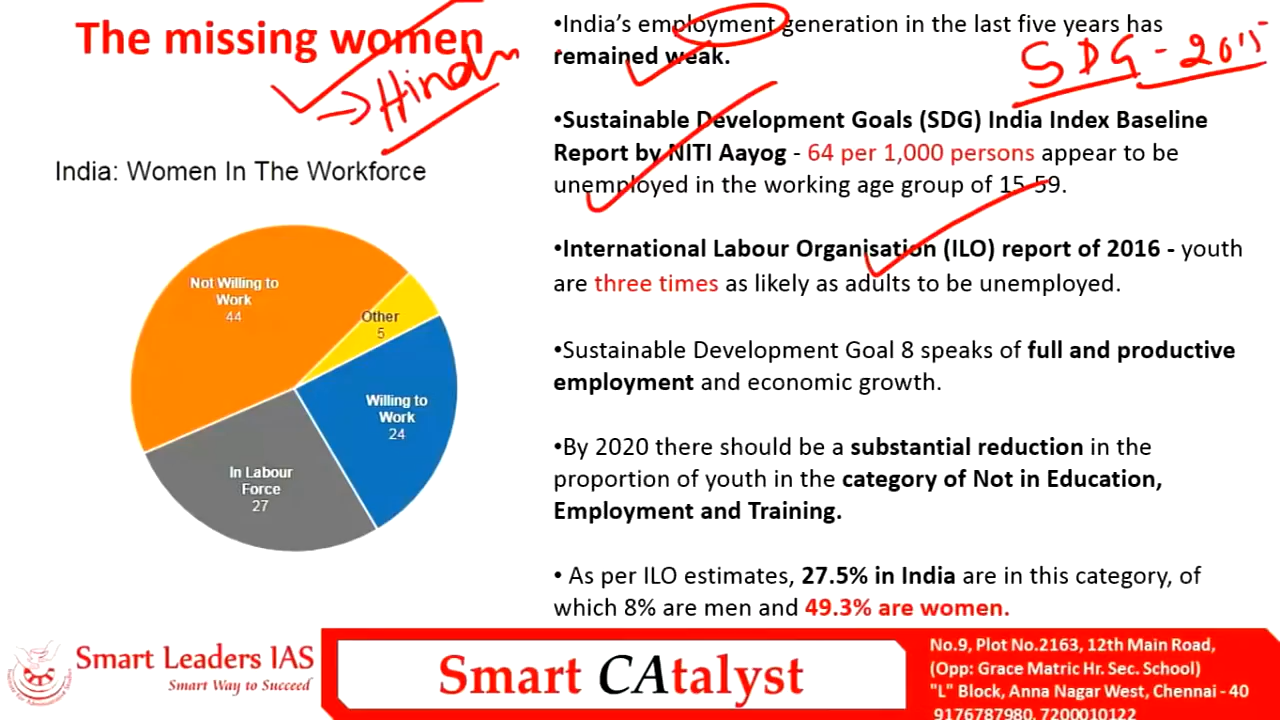 The missing women
Hindu
India: Women In The Workforce
Not Willing to
Work
44
Other
5
Willing to
Work
24
In Labour
Force
27
•India's employment generation in the last five years has
remained weak.
SDG - 2015
•Sustainable Development Goals (SDG) India Index Baseline
Report by NITI Aayog - 64 per 1,000 persons appear to be
unemployed in the working age group of 15-59.
•International Labour Organisation (ILO) report of 2016 - youth
are three times as likely as adults to be unemployed.
•Sustainable Development Goal 8 speaks of full and productive
employment and economic growth.
•By 2020 there should be a substantial reduction in the
proportion of youth in the category of Not in Education,
Employment and Training.
• As per ILO estimates, 27.5% in India are in this category, of
which 8% are men and 49.3% are women.
Smart Leaders IAS
Smart Way to Succeed
Smart CAtalyst
No.9, Plot No.2163, 12th Main Road,
(Opp: Grace Matric Hr. Sec. School)
"L" Block, Anna Nagar West, Chennai - 40
9176787980, 7200010122